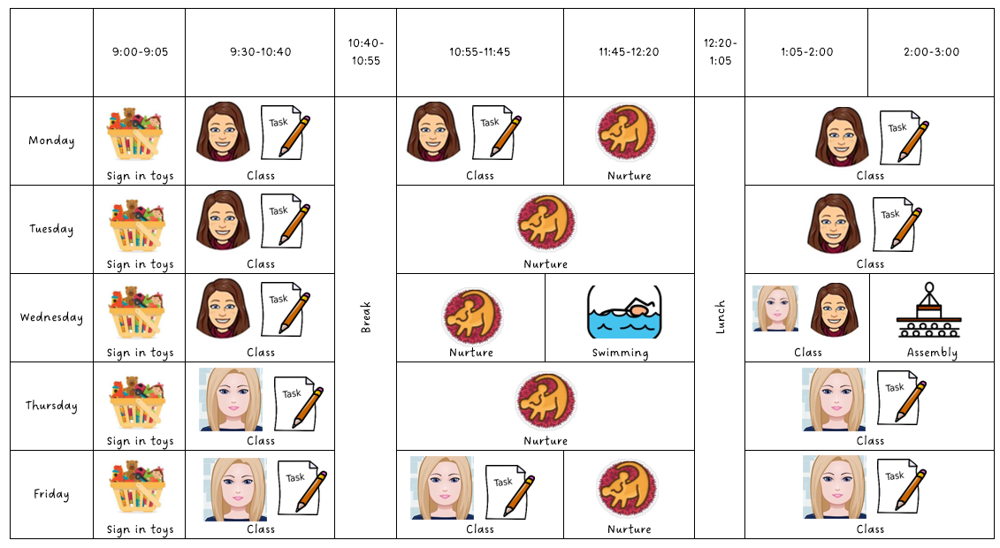 9:00-9:05
9:30-10:40
10:40-
10:55
10:55-11:45
11:45-12:20
12:20-
1:05
1:05-2:00
2:00-3:00
Monday
Sign in toys
Task
Class
Task
Class
Nurture
Task
Class
Tuesday
Sign in toys
Task
Class
Nurture
Task
Class
Wednesday
Sign in toys
Task
Class
Break
Nurture
Swimming
Lunch
Class
Assembly
Thursday
Sign in toys
Task
Class
Nurture
Task
Class
Friday
Sign in toys
Task
Class
Task
Class
Nurture
Task
Class